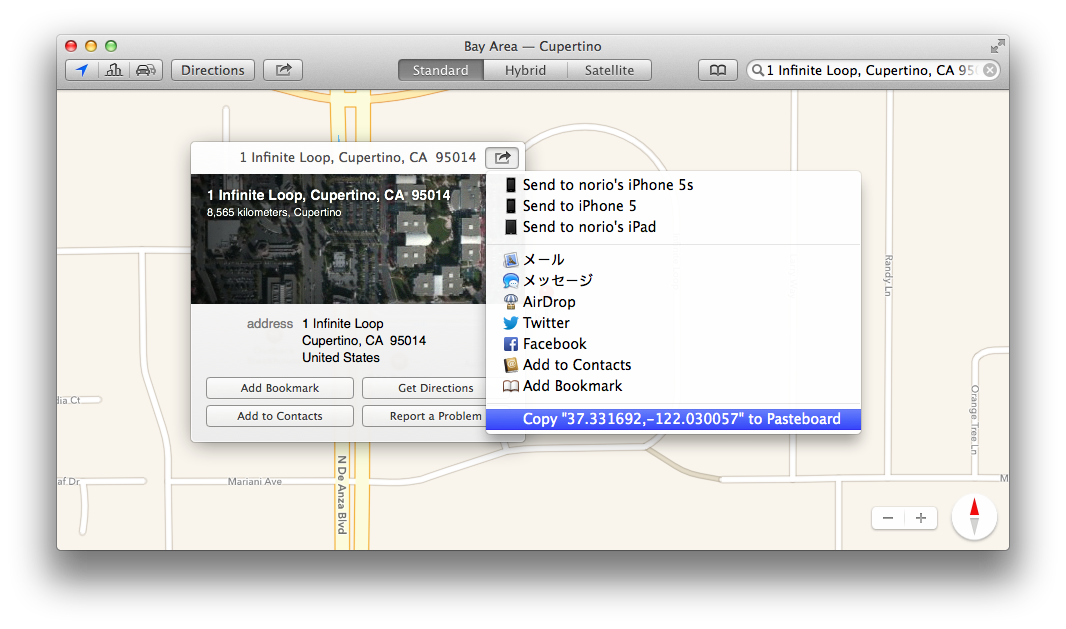 Bay Area — Cupertino
Directions
Standard
Hybrid
Satellite
1 Infinite Loop, Cupertino, CA 950
1 Infinite Loop, Cupertino, CA 95014
1 Infinite Loop, Cupertino, CA 95014
8,565 kilometers, Cupertino
address
1 Infinite Loop
Cupertino, CA 95014
United States
Add Bookmark
Get Directions
Add to Contacts
Report a Problem
Send to norio's iPhone 5s
Send to iPhone 5
Send to norio's iPad
メール
メッセージ
AirDrop
Twitter
Facebook
Add to Contacts
Add Bookmark
Copy "37.331692,-122.030057" to Pasteboard
Randy Ln
Orange Tree Ln
dia Ct
af Dr
Mariani Ave
N De Anza Blvd
M